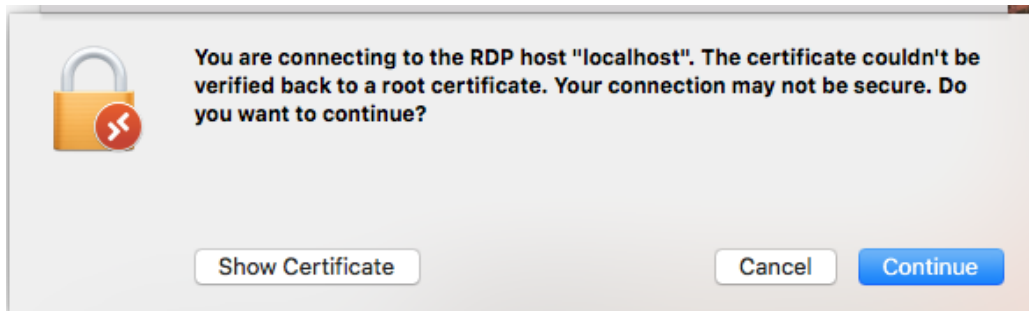 You are connecting to the RDP host "localhost". The certificate couldn't be
verified back to a root certificate. Your connection may not be secure. Do
you want to continue?
Show Certificate
Cancel
Continue